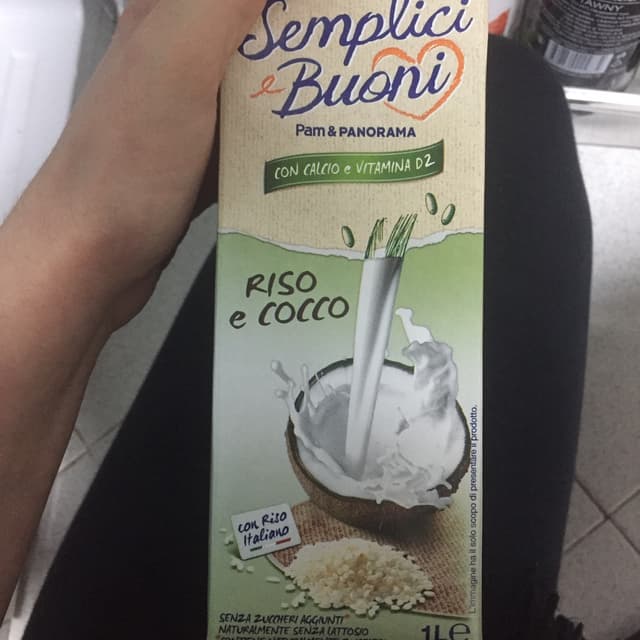 Semplici
e Buoni
Pam & PANORAMA
CON CALCIO e VITAMINA D2
RISO
e COCCO
con Riso
Italiano
L'immagine ha il solo scopo di presentare il prodotto.
SENZA ZUCCHERI AGGIUNTI
NATURALMENTE SENZA LATTOSIO
1L e
TAWNY